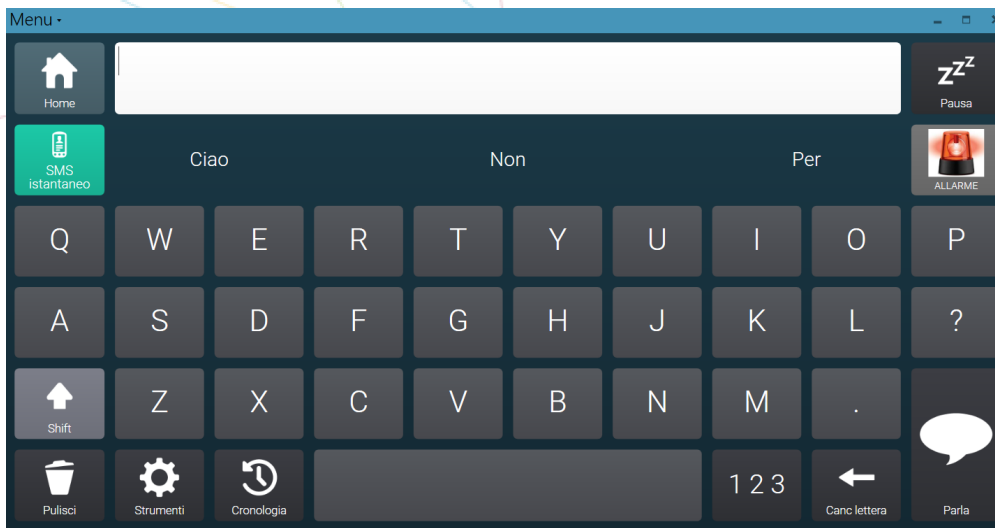 Menu
Home
zzz
Pausa
SMS
istantaneo
Ciao
Non
Per
ALLARME
Q W E R T Y U I O P
A S D F G H J K L ?
Shift
Z X C V B N M .
Pulisci
Strumenti
Cronologia
1 2 3
Canc lettera
Parla